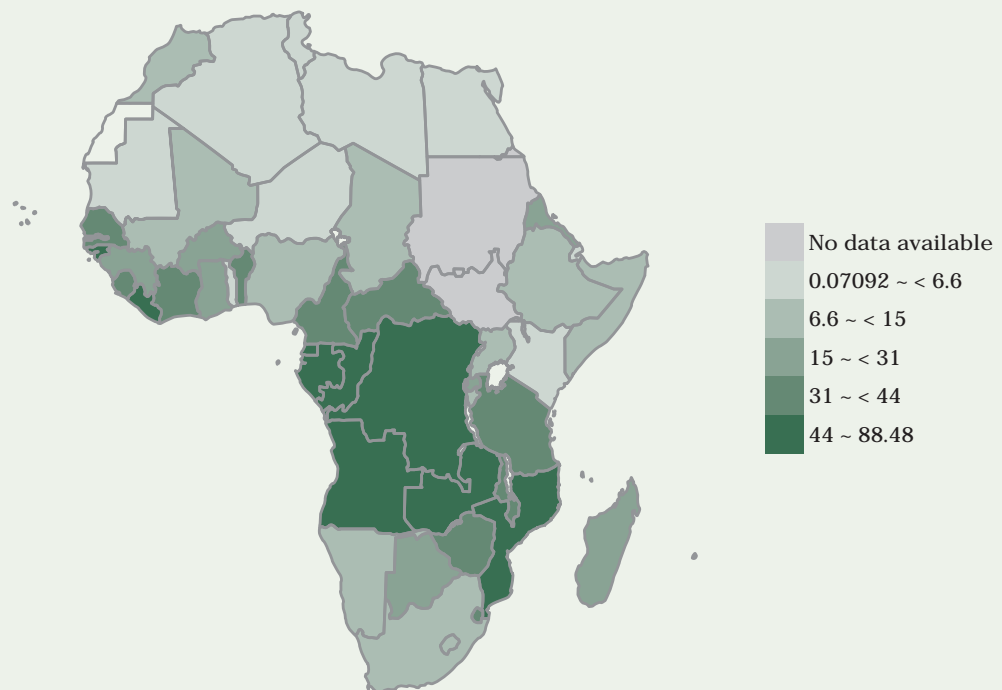 No data available
0.07092 ~ < 6.6
6.6 ~ < 15
15 ~ < 31
31 ~ < 44
44 ~ 88.48